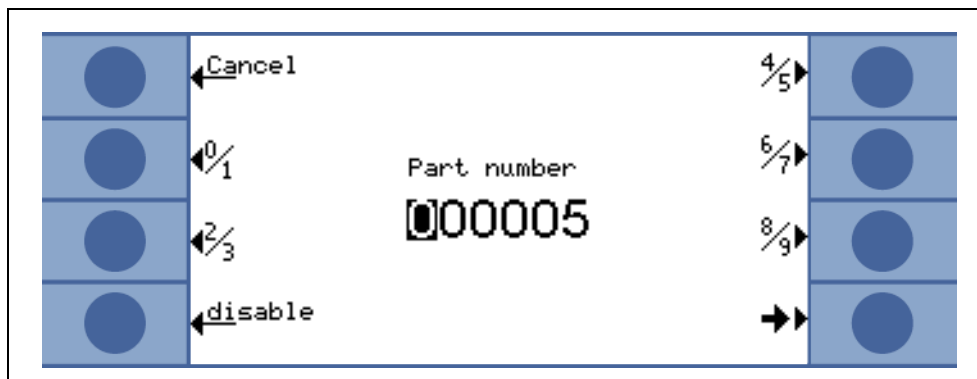 Cancel
4/5
0/1
Part number
6/7
000005
2/3
8/9
disable